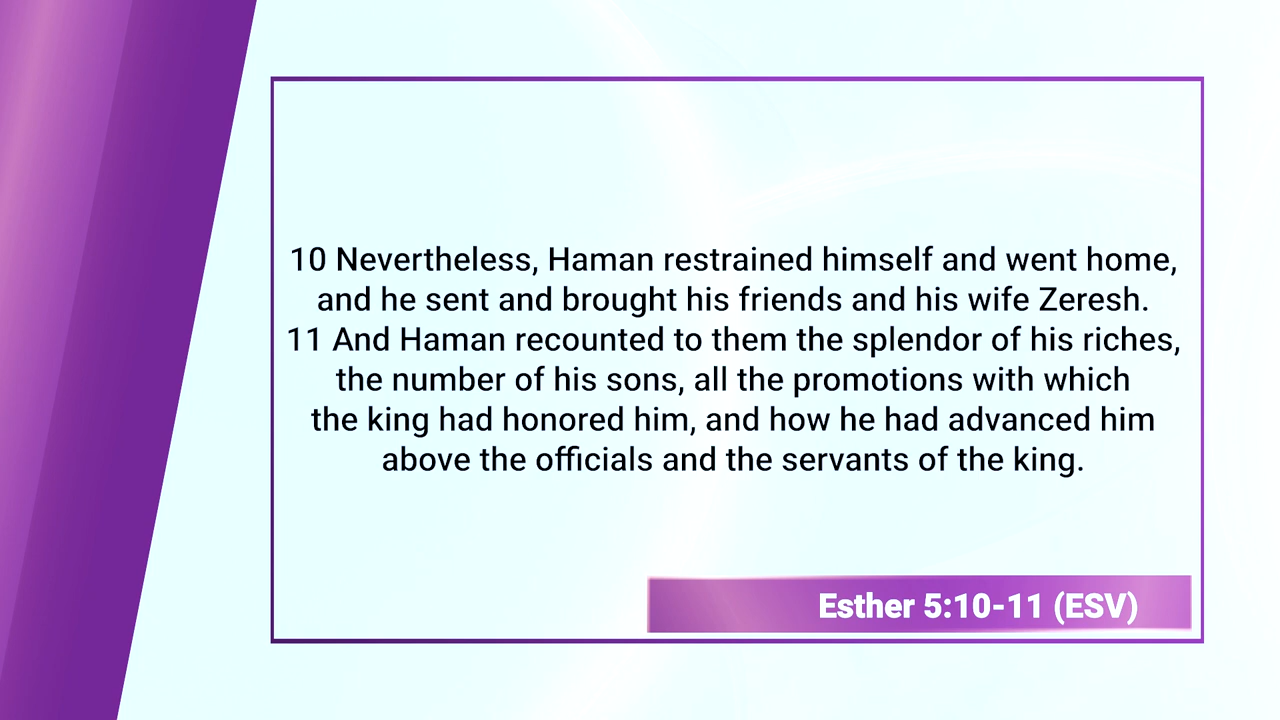 10 Nevertheless, Haman restrained himself and went home,
and he sent and brought his friends and his wife Zeresh.
11 And Haman recounted to them the splendor of his riches,
the number of his sons, all the promotions with which
the king had honored him, and how he had advanced him
above the officials and the servants of the king.
Esther 5:10-11 (ESV)